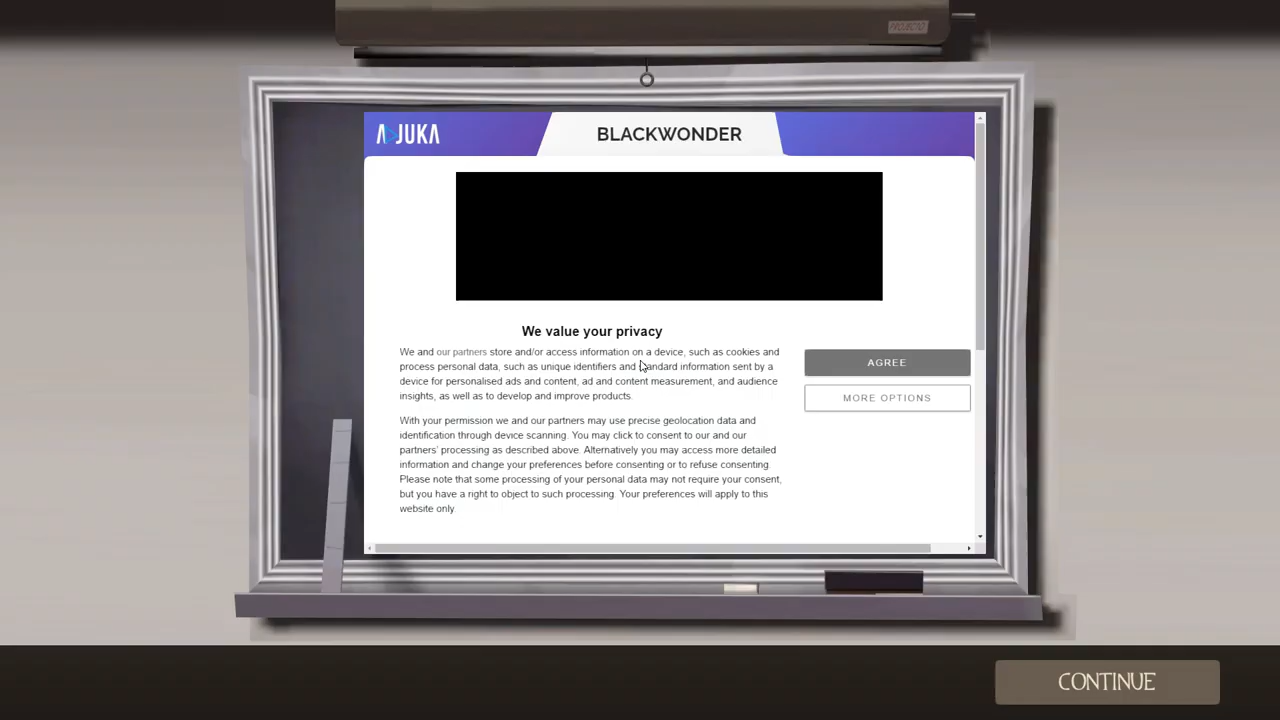 PROJECTO
AJUKA
BLACKWONDER
We value your privacy
We and our partners store and/or access information on a device, such as cookies and
process personal data, such as unique identifiers and standard information sent by a
device for personalised ads and content, ad and content measurement, and audience
insights, as well as to develop and improve products.
AGREE
MORE OPTIONS
With your permission we and our partners may use precise geolocation data and
identification through device scanning. You may click to consent to our and our
partners' processing as described above. Alternatively you may access more detailed
information and change your preferences before consenting or to refuse consenting.
Please note that some processing of your personal data may not require your consent,
but you have a right to object to such processing. Your preferences will apply to this
website only.
CONTINUE